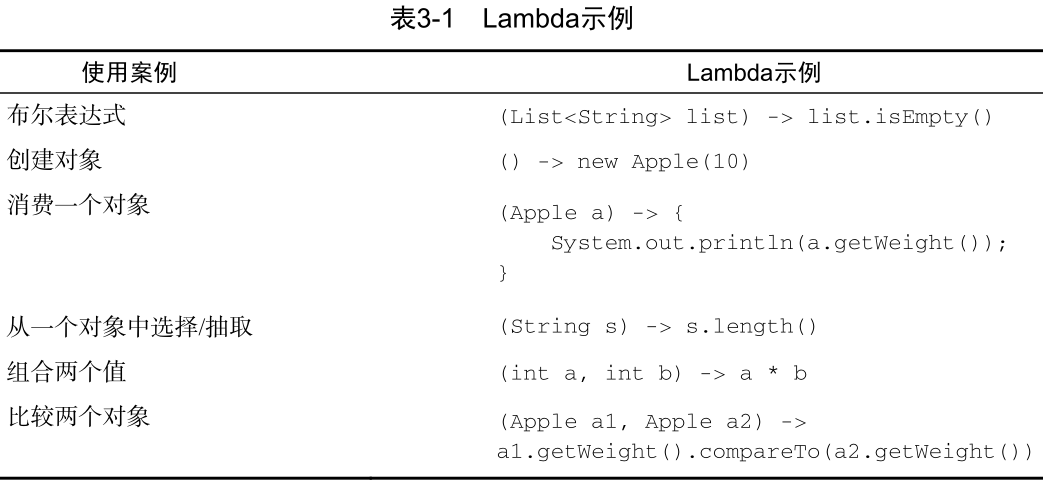 表3-1 Lambda示例
使用案例 Lambda示例
布尔表达式 (List<String> list) -> list.isEmpty()
创建对象 () -> new Apple(10)
消费一个对象 (Apple a) -> {
    System.out.println(a.getWeight());
}
从一个对象中选择/抽取 (String s) -> s.length()
组合两个值 (int a, int b) -> a * b
比较两个对象 (Apple a1, Apple a2) ->
a1.getWeight().compareTo(a2.getWeight())